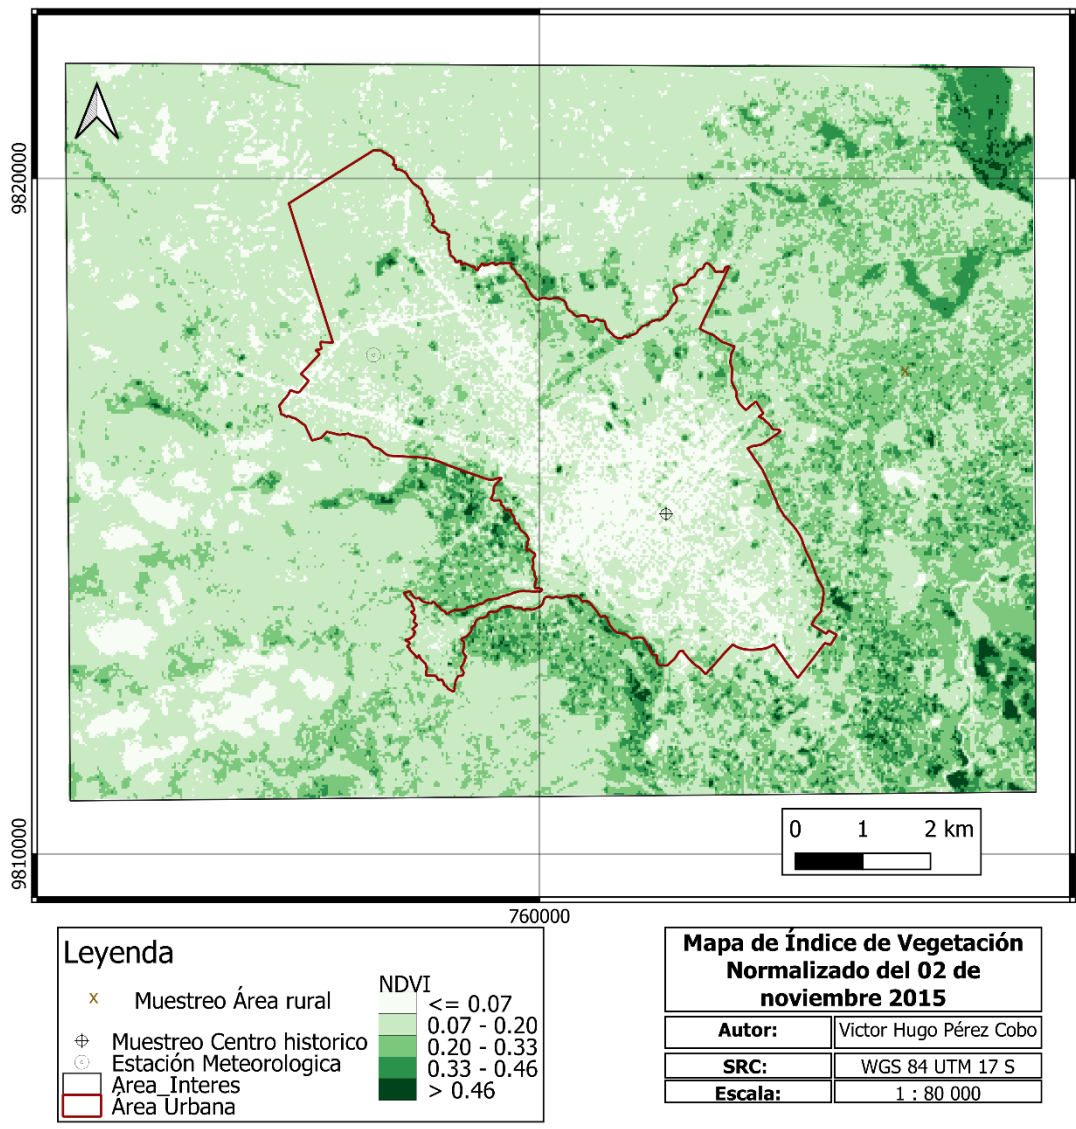 9820000
9810000
0 1 2 km
760000
Leyenda
Muestreo Área rural
Muestreo Centro historico
Estación Meteorologica
Area_Interes
Área Urbana
NDVI
<= 0.07
0.07 - 0.20
0.20 - 0.33
0.33 - 0.46
> 0.46
Mapa de Índice de Vegetación
Normalizado del 02 de
noviembre 2015
Autor: Victor Hugo Pérez Cobo
SRC: WGS 84 UTM 17 S
Escala: 1 : 80 000